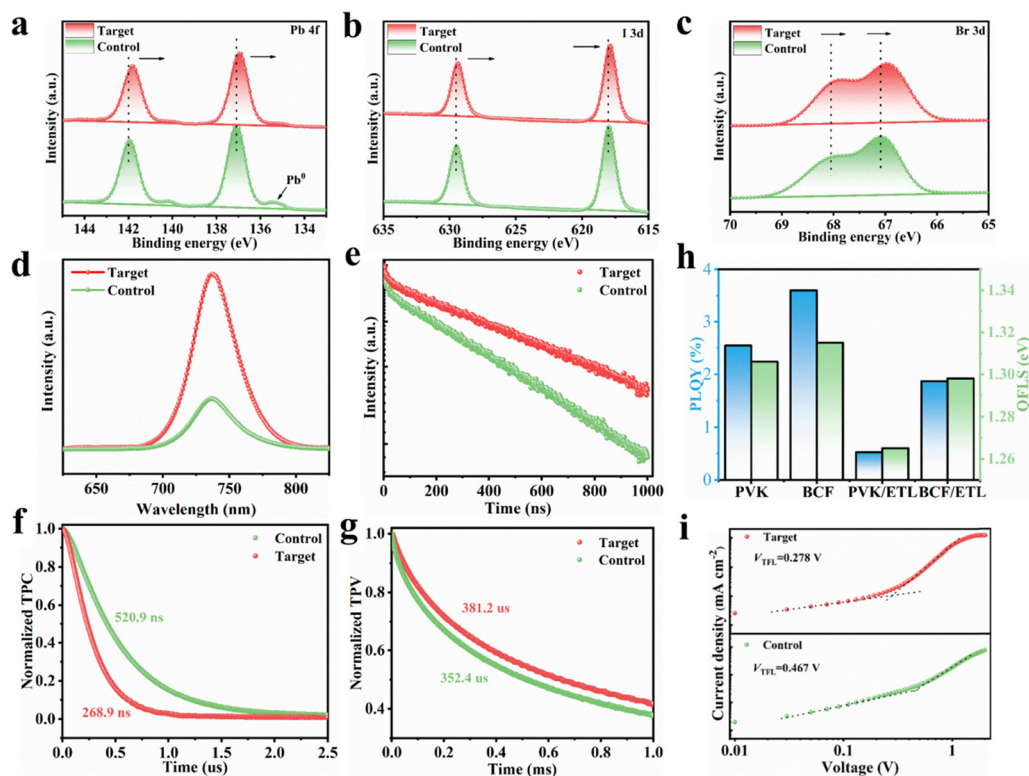 a
Target
Control
Pb 4f
Pb⁰
Intensity (a.u.)
144 142 140 138 136 134
Binding energy (eV)
b
Target
Control
I 3d
Intensity (a.u.)
635 630 620 615
Binding energy (eV)
c
Target
Control
Br 3d
Intensity (a.u.)
70 69 68 67 66 65
Binding energy (eV)
d
Target
Control
Intensity (a.u.)
650 700 750 800
Wavelength (nm)
e
Target
Control
Intensity (a.u.)
0 200 400 600 800 1000
Time (ns)
h
4
3
2
1
0
PLQY (%)
1.34
1.32
1.30
1.28
1.26
QFLS (eV)
PVK BCF PVK/ETL BCF/ETL
f
Control
Target
520.9 ns
268.9 ns
1.0
0.8
0.6
0.4
0.2
0.0
Normalized TPC
0.0 0.5 1.0 1.5 2.0 2.5
Time (us)
g
Target
Control
381.2 us
352.4 us
1.0
0.8
0.6
0.4
Normalized TPV
0.0 0.2 0.4 0.6 0.8 1.0
Time (ms)
i
Target
VTFL=0.278 V
Control
VTFL=0.467 V
Current density (mA cm⁻²)
0.01 0.1 1
Voltage (V)